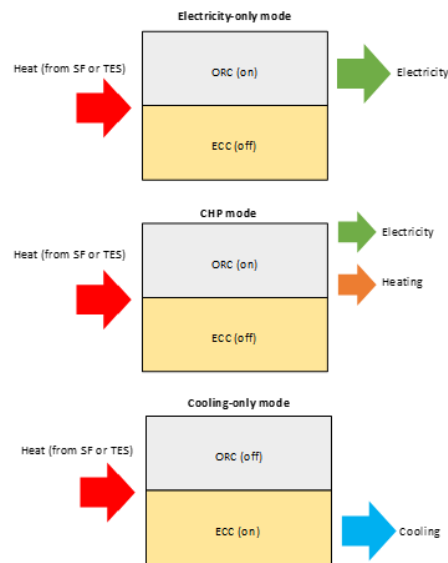 Electricity-only mode
Heat (from SF or TES)
ORC (on)
Electricity
ECC (off)
CHP mode
Electricity
Heat (from SF or TES)
ORC (on)
Heating
ECC (off)
Cooling-only mode
Heat (from SF or TES)
ORC (off)
ECC (on)
Cooling